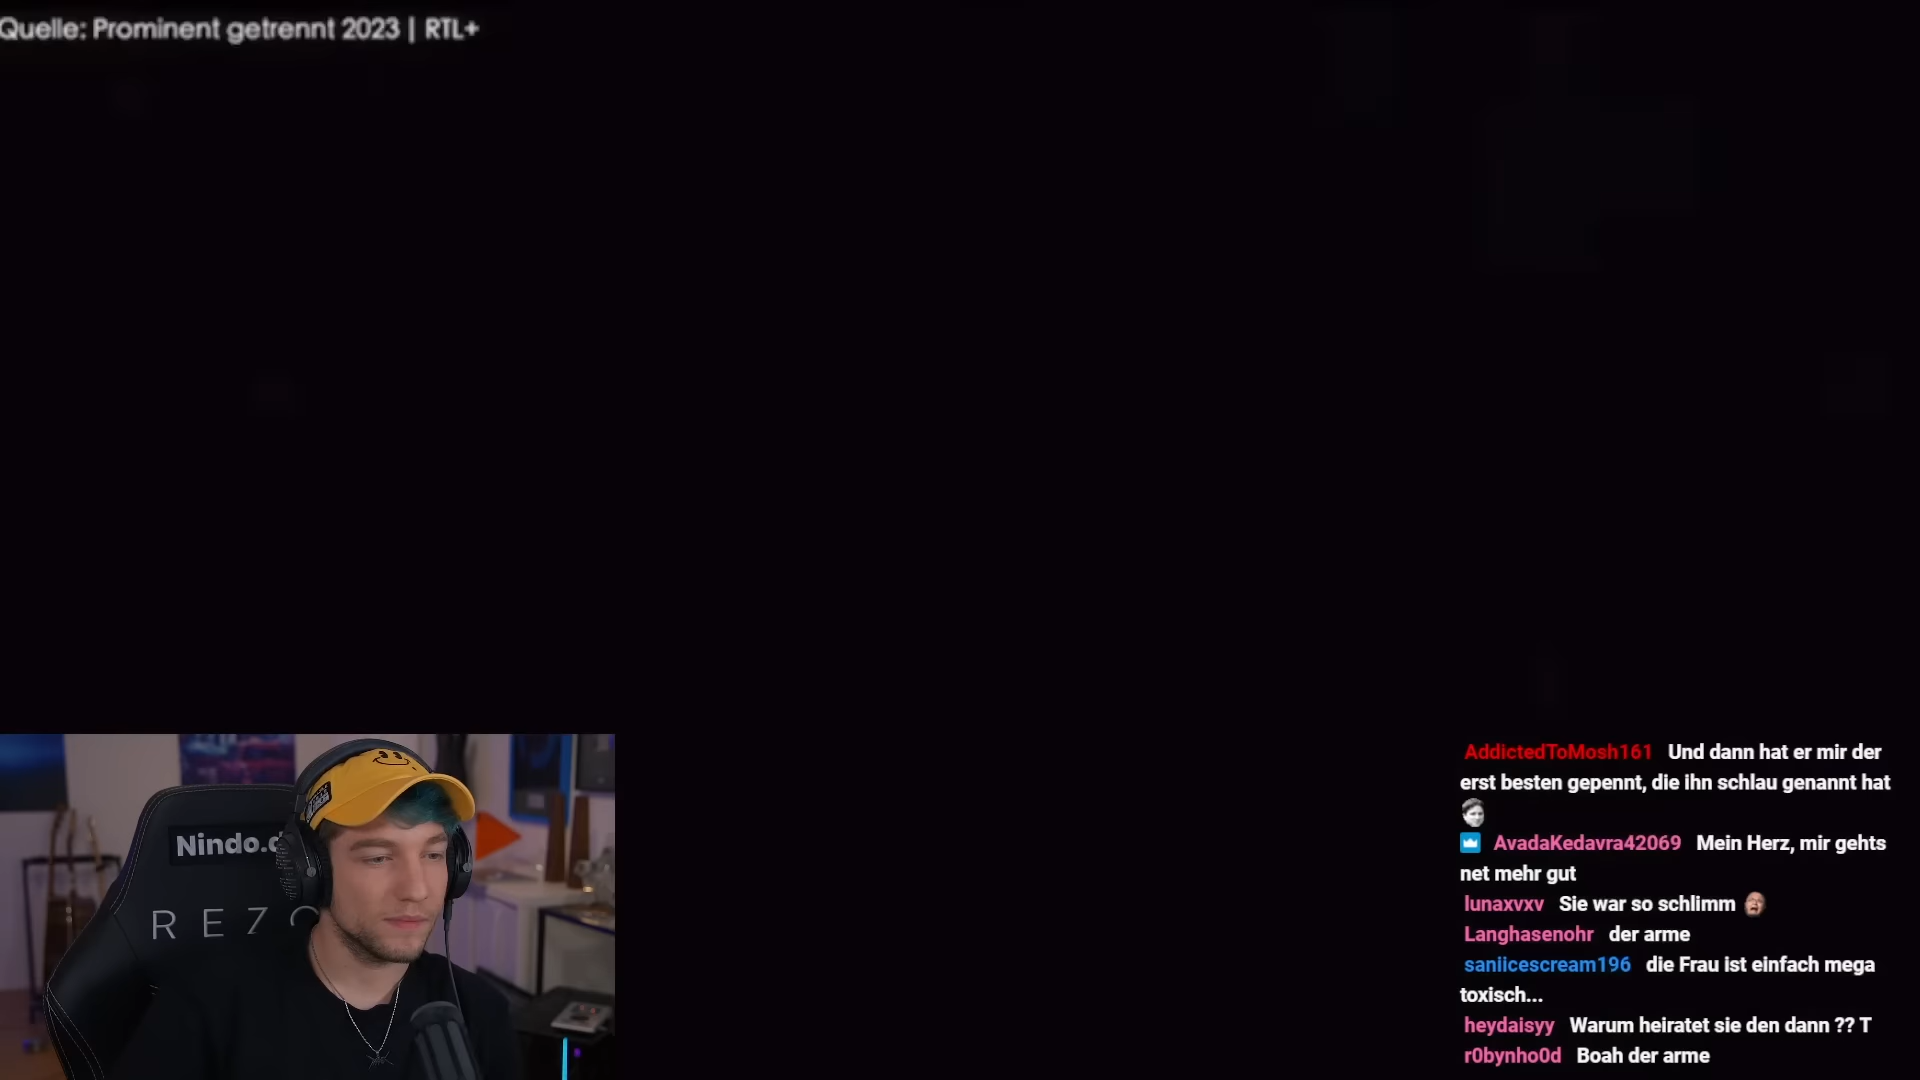 Quelle: Prominent getrennt 2023 | RTL+
Nindo.d
REZO
AddictedToMosh161 Und dann hat er mir der
erst besten gepennt, die ihn schlau genannt hat
AvadaKedavra42069 Mein Herz, mir gehts
net mehr gut
lunaxvxv Sie war so schlimm
Langhasenohr der arme
saniicescream196 die Frau ist einfach mega
toxisch...
heydaisyy Warum heiratet sie den dann ?? T
r0bynho0d Boah der arme